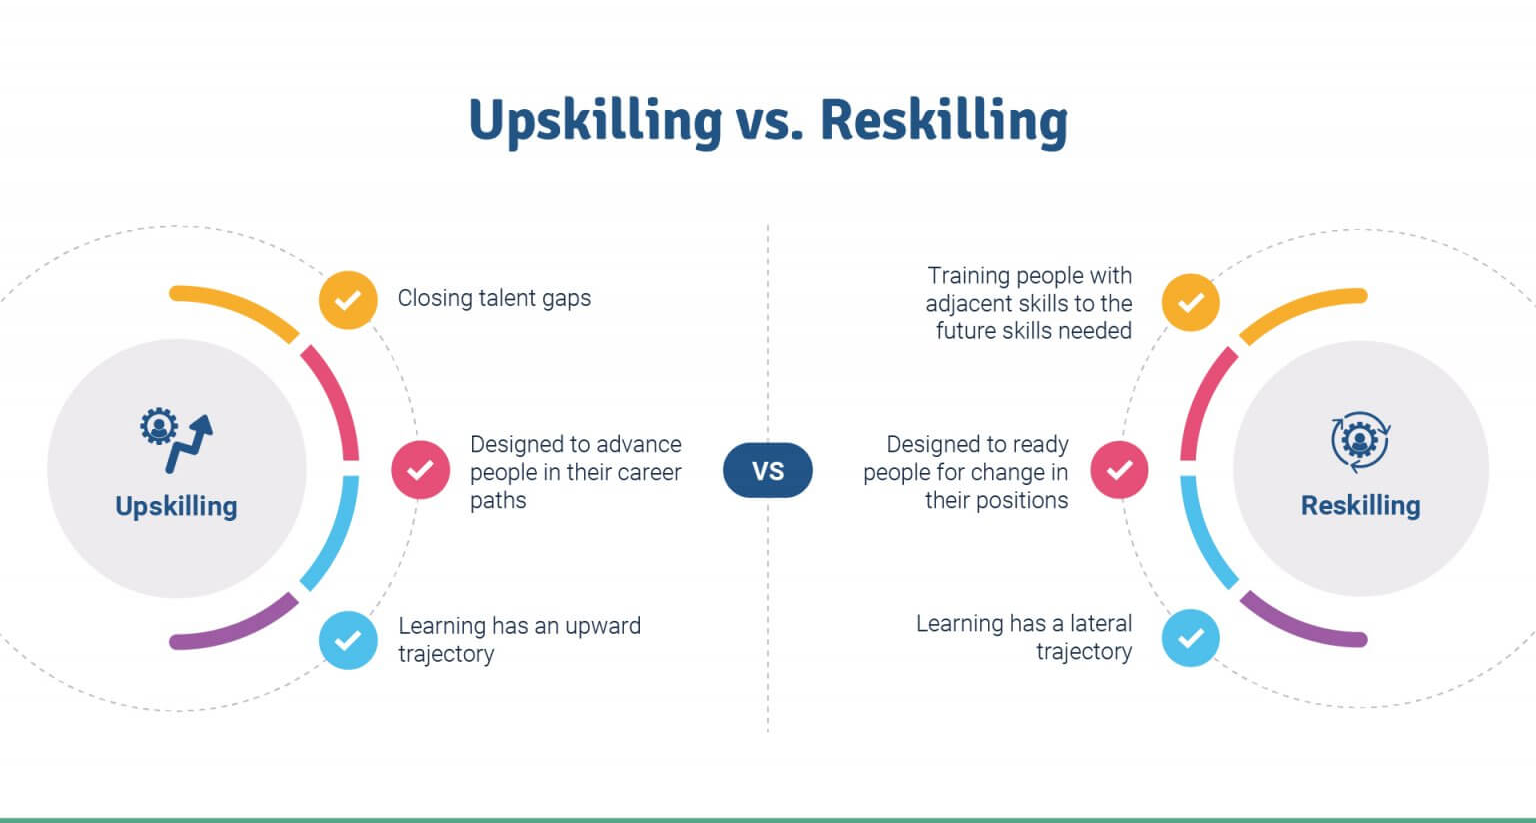 Upskilling vs. Reskilling
Upskilling
Closing talent gaps
Designed to advance
people in their career
paths
Learning has an upward
trajectory
VS
Training people with
adjacent skills to the
future skills needed
Designed to ready
people for change in
their positions
Learning has a lateral
trajectory
Reskilling